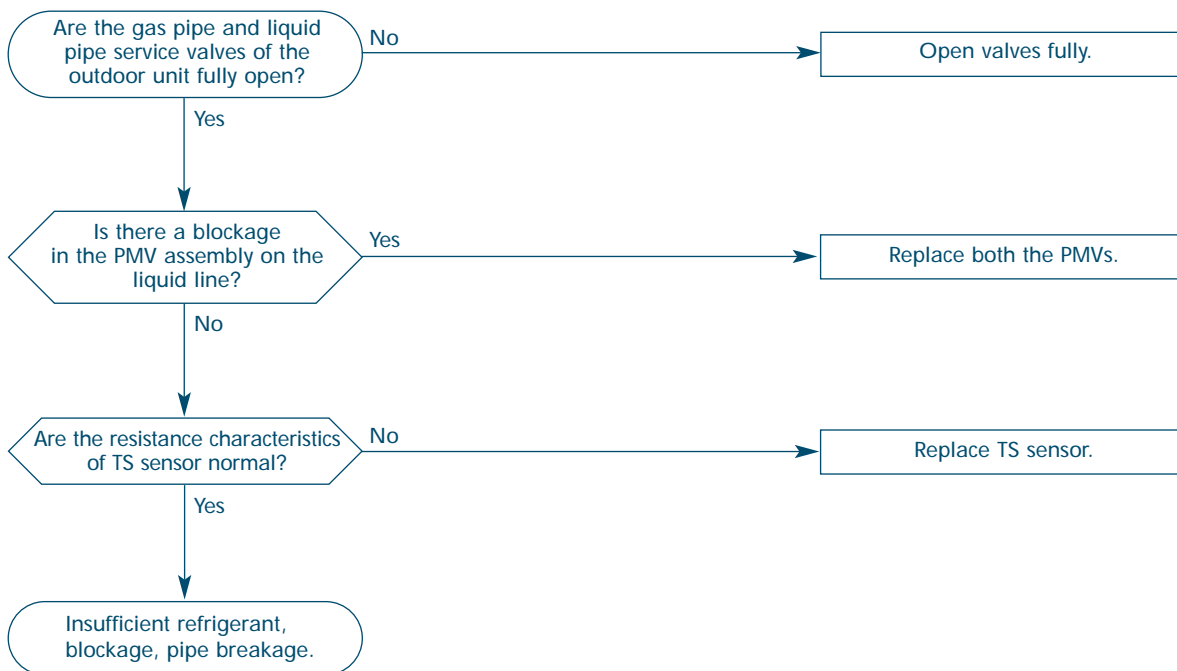 Are the gas pipe and liquid
pipe service valves of the
outdoor unit fully open?
No
Open valves fully.
Yes
Is there a blockage
in the PMV assembly on the
liquid line?
Yes
Replace both the PMVs.
No
Are the resistance characteristics
of TS sensor normal?
No
Replace TS sensor.
Yes
Insufficient refrigerant,
blockage, pipe breakage.